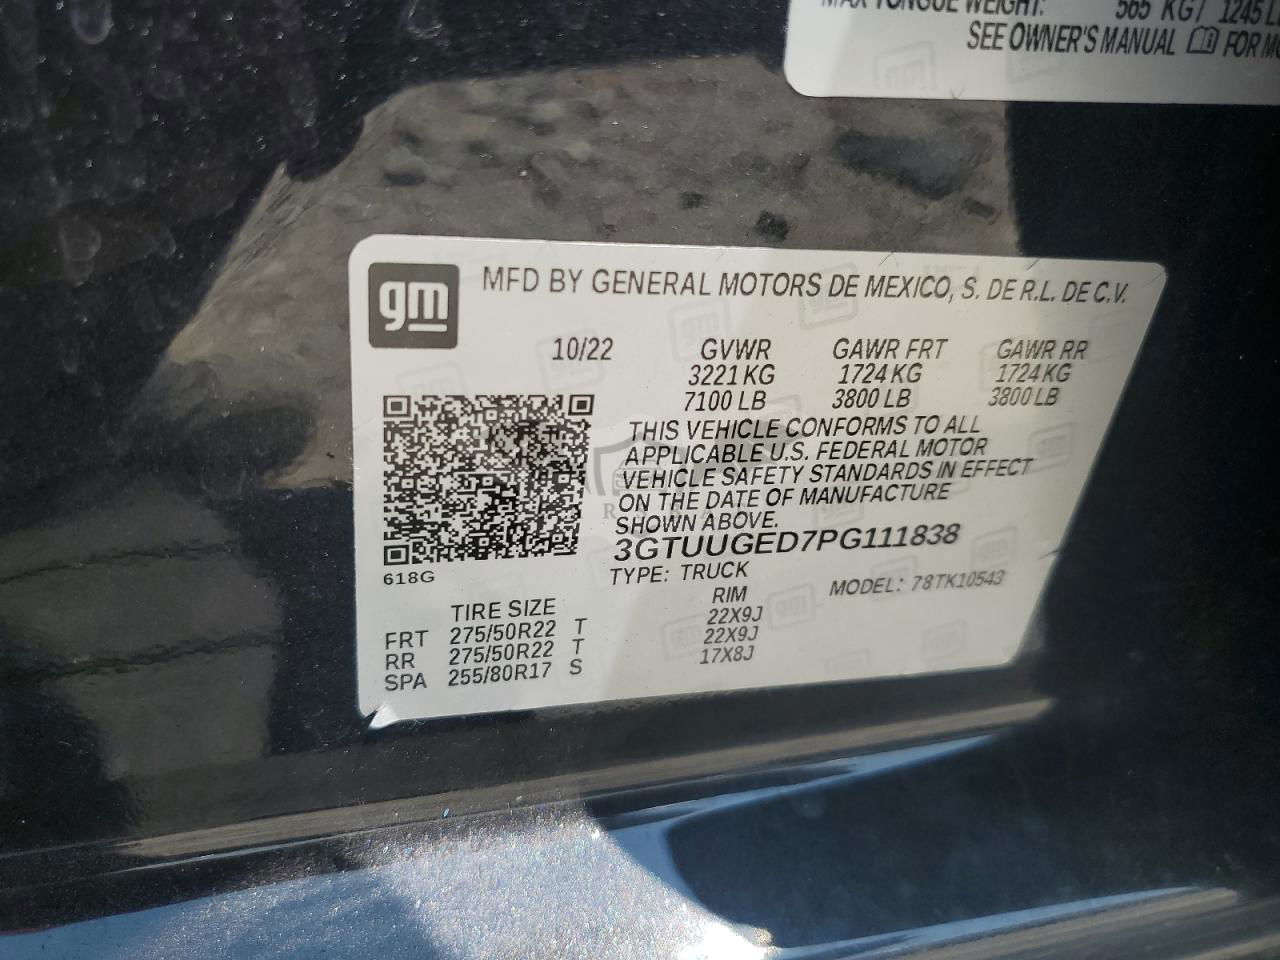 MAX TONGUE WEIGHT: 565 KG/ 1245
SEE OWNER'S MANUAL FOR
gm
MFD BY GENERAL MOTORS DE MEXICO, S. DE R.L. DE C.V.
10/22 GVWR GAWR FRT GAWR RR
3221 KG 1724 KG 1724 KG
7100 LB 3800 LB 3800 LB
THIS VEHICLE CONFORMS TO ALL
APPLICABLE U.S. FEDERAL MOTOR
VEHICLE SAFETY STANDARDS IN EFFECT
ON THE DATE OF MANUFACTURE
SHOWN ABOVE.
3GTUUGED7PG111838
618G
TYPE: TRUCK MODEL: 78TK10543
TIRE SIZE RIM
FRT 275/50R22 T 22X9J
RR 275/50R22 T 22X9J
SPA 255/80R17 S 17X8J